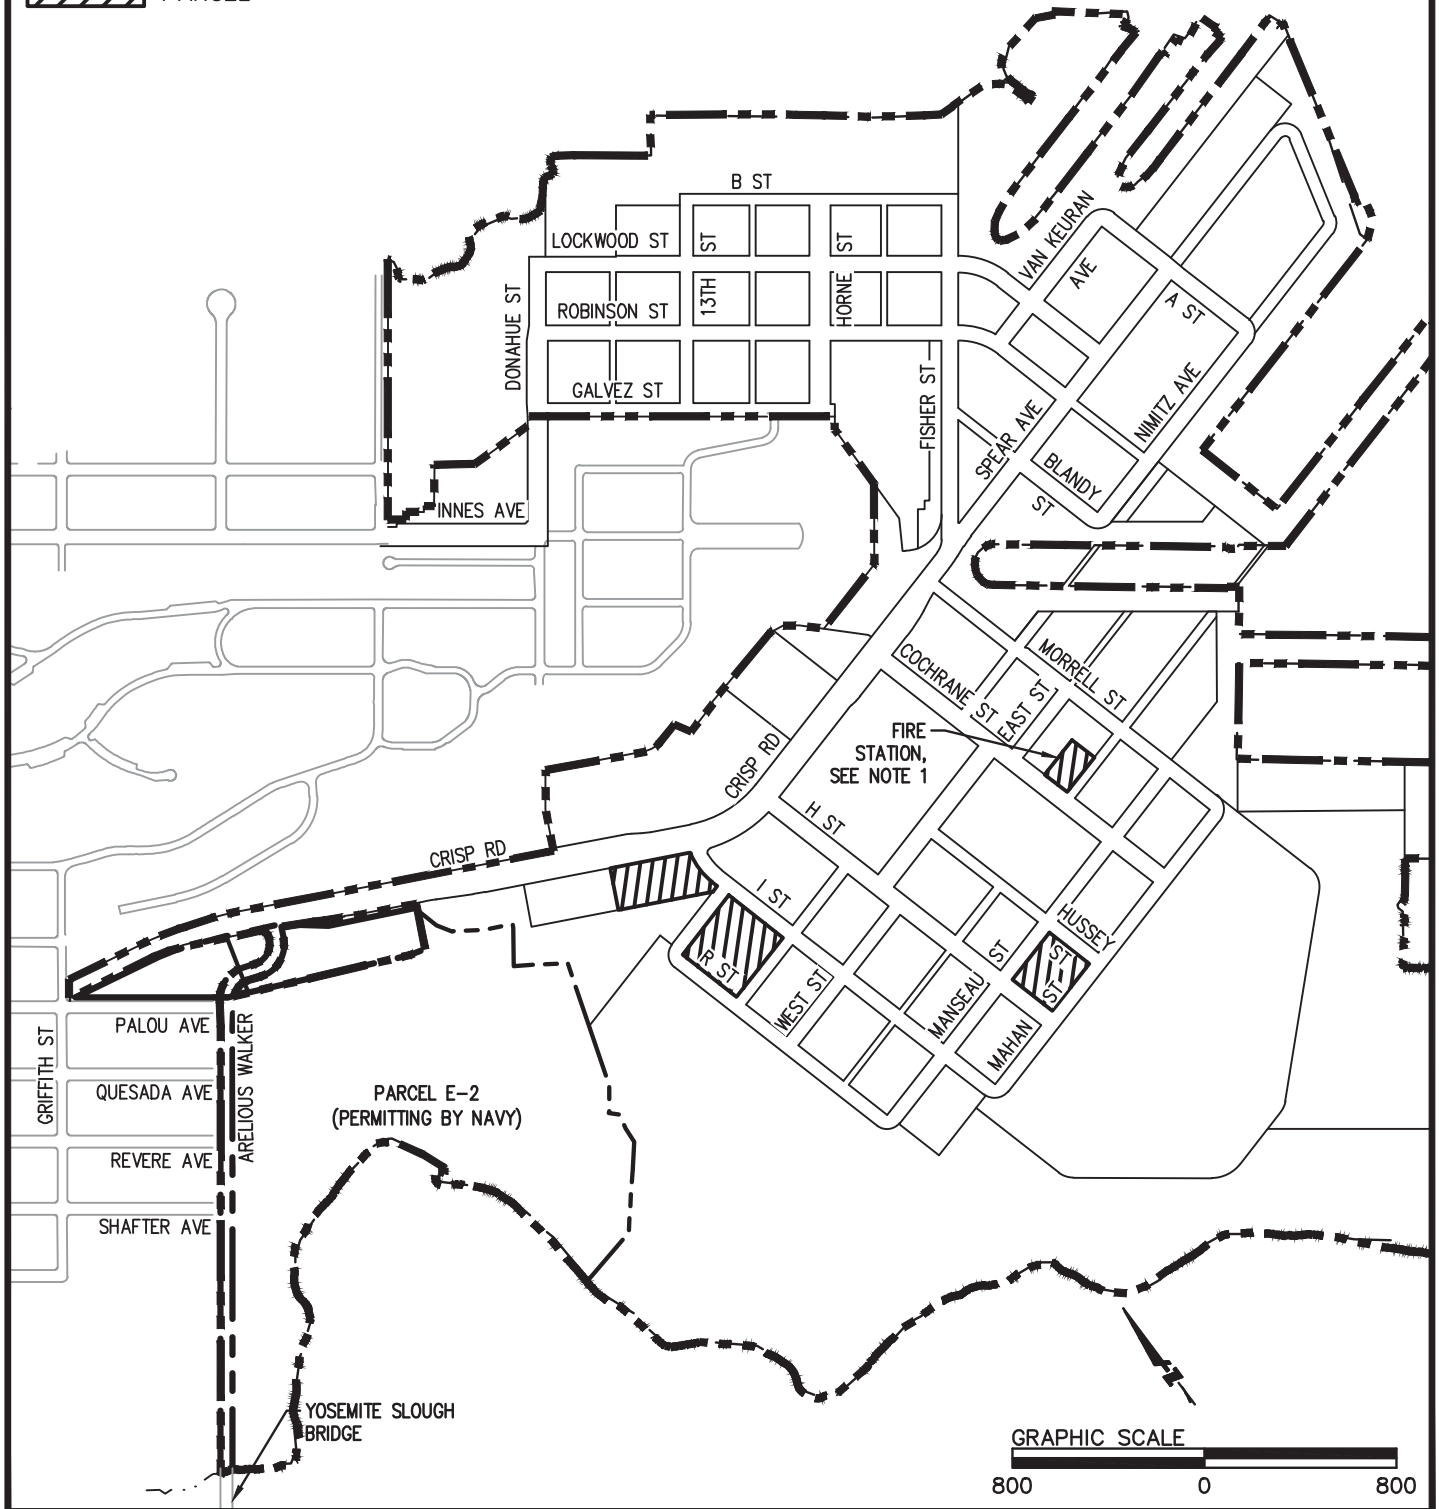 B ST
LOCKWOOD ST
ST
ST
VAN KEURAN
AVE
ROBINSON ST
13TH
HORNE
A ST
DONAHUE ST
GALVEZ ST
FISHER ST
SPEAR AVE
NIMITZ AVE
BLANDY
ST
INNES AVE
COCHRANE ST
MORRELL ST
EAST ST
FIRE
STATION,
SEE NOTE 1
CRISP RD
H ST
CRISP RD
I ST
R ST
WEST ST
ST
MANSEAU
HUSSEY
ST
ST
MAHAN
PALOU AVE
GRIFFITH ST
ARELIOUS WALKER
QUESADA AVE
PARCEL E-2
(PERMITTING BY NAVY)
REVERE AVE
SHAFTER AVE
YOSEMITE SLOUGH
BRIDGE
N
GRAPHIC SCALE
800 0 800